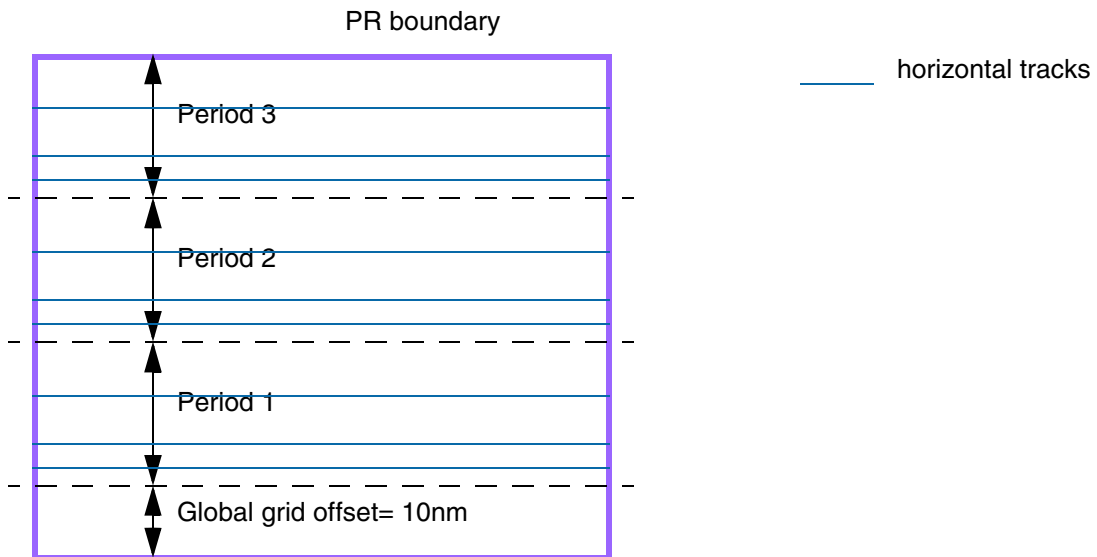 PR boundary
horizontal tracks
Period 3
Period 2
Period 1
Global grid offset= 10nm